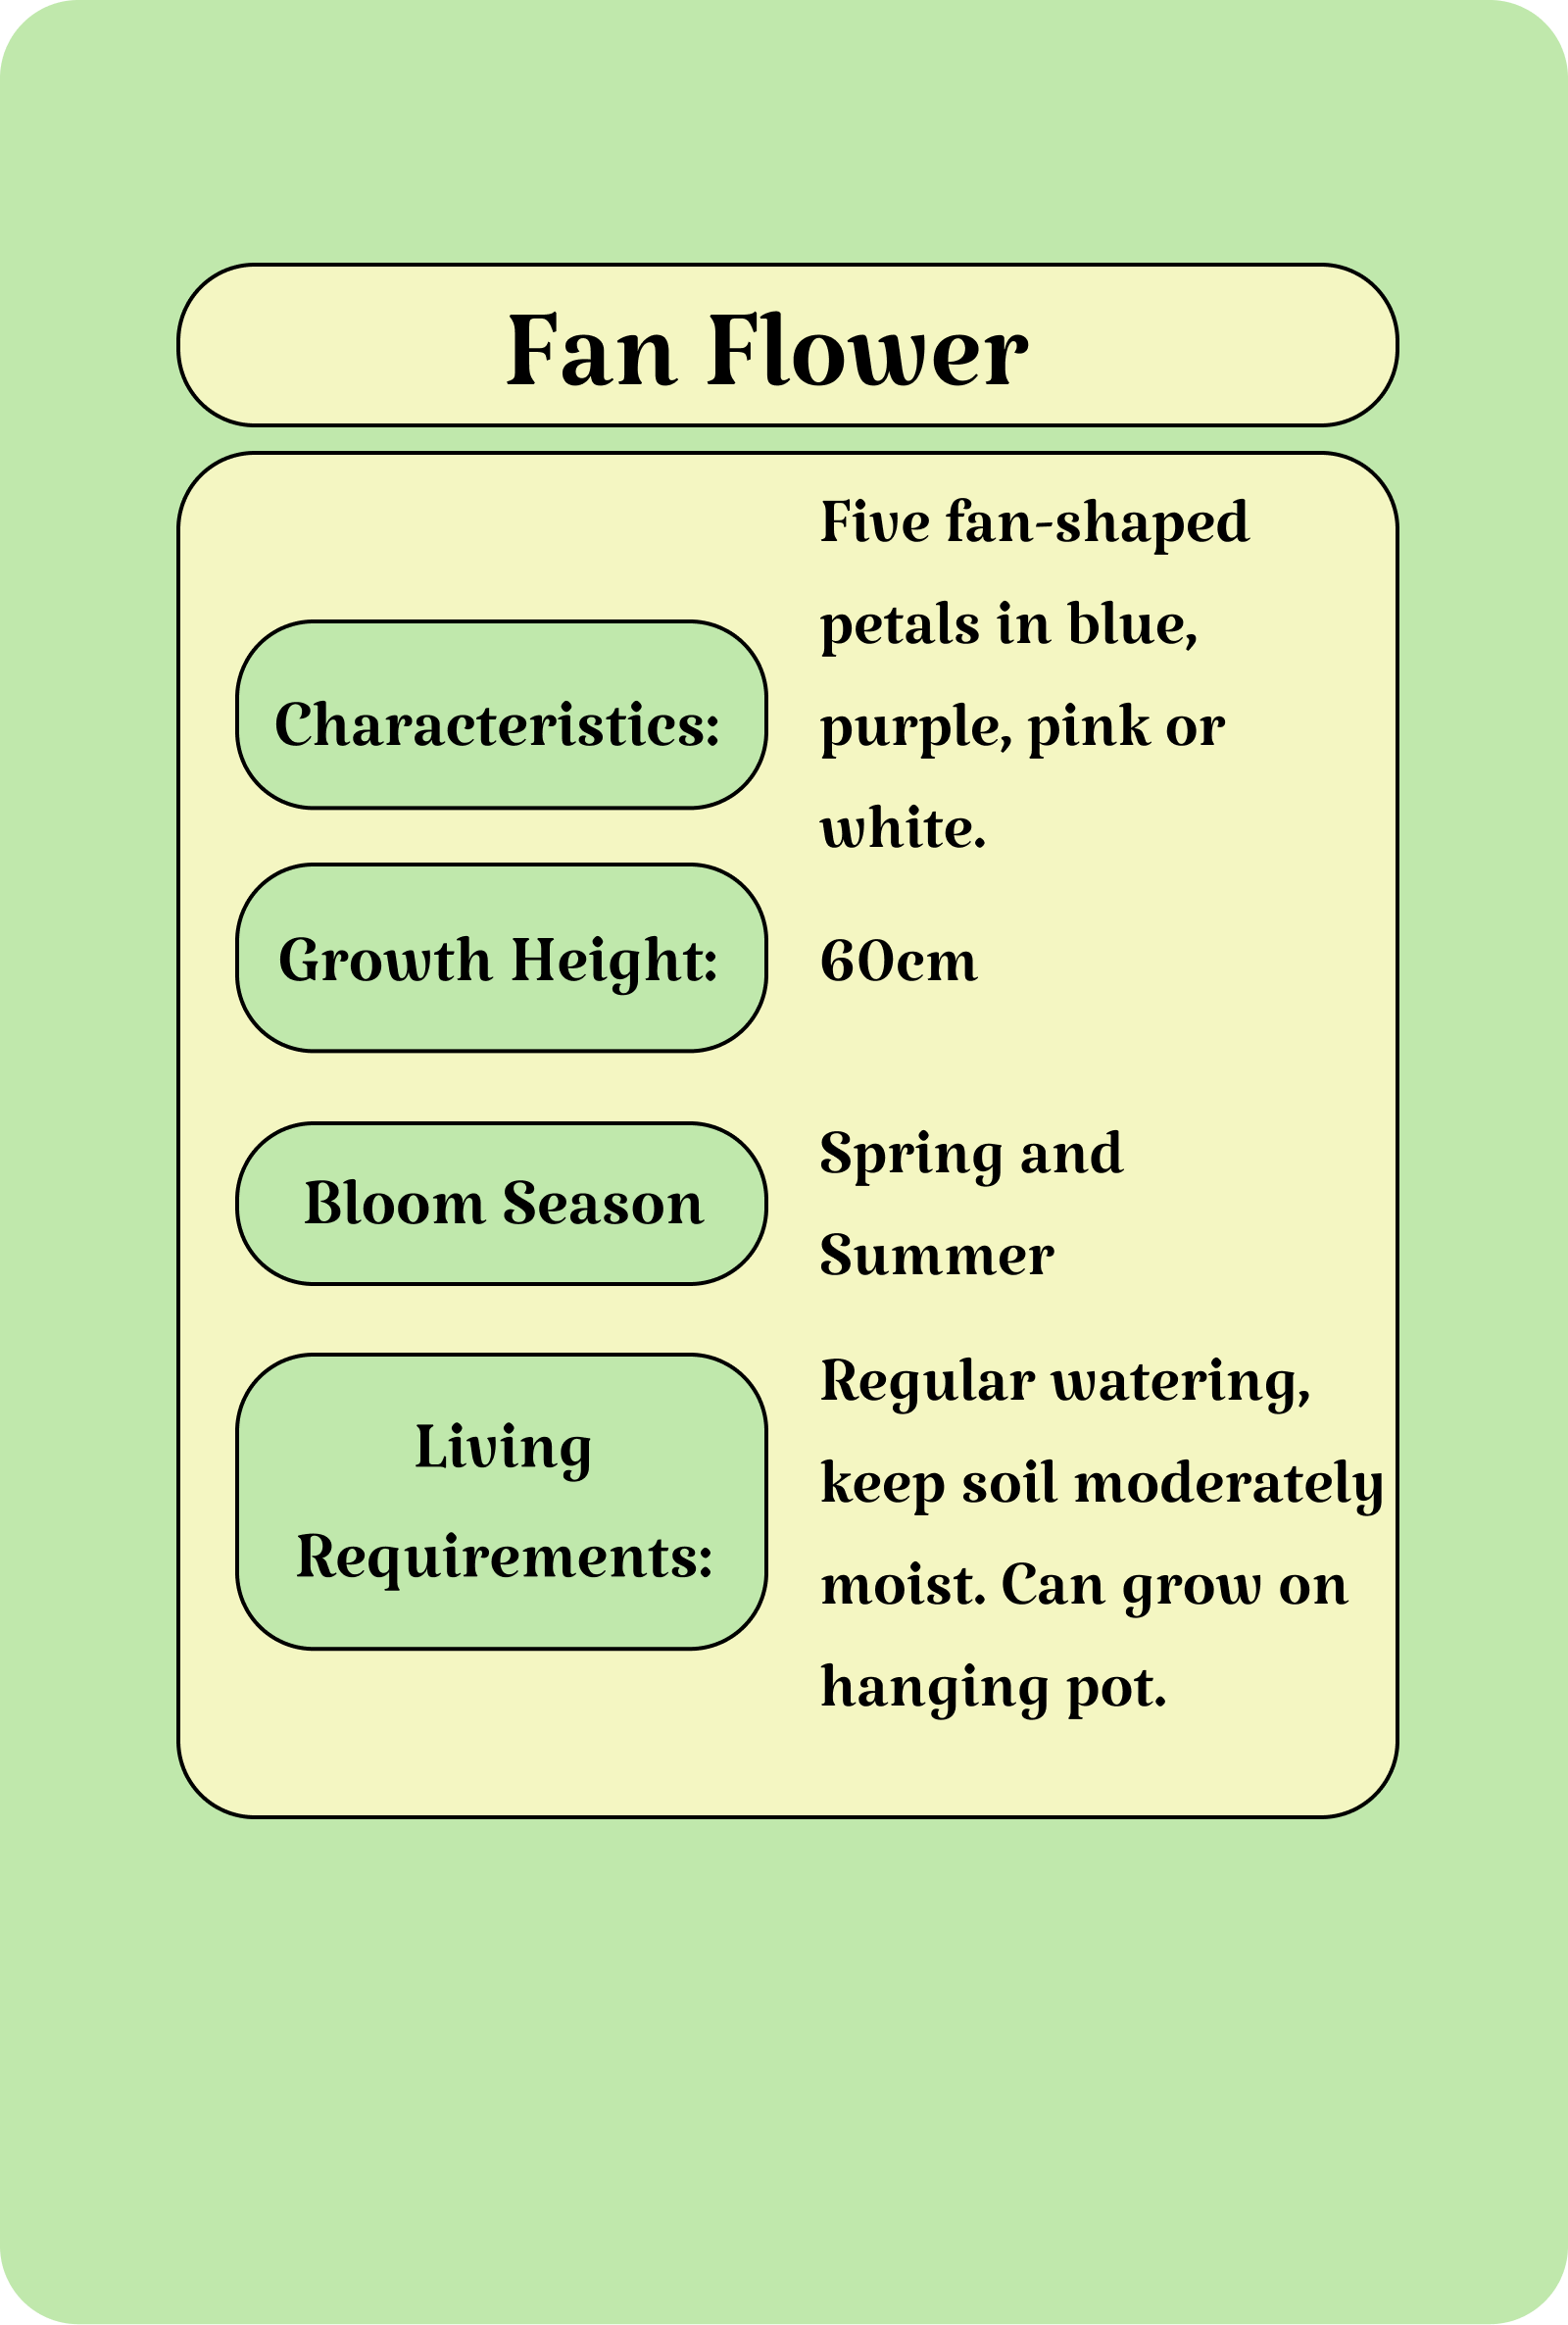 Fan Flower
Characteristics:
Five fan-shaped
petals in blue,
purple, pink or
white.
Growth Height:
60cm
Bloom Season
Spring and
Summer
Living
Requirements:
Regular watering,
keep soil moderately
moist. Can grow on
hanging pot.